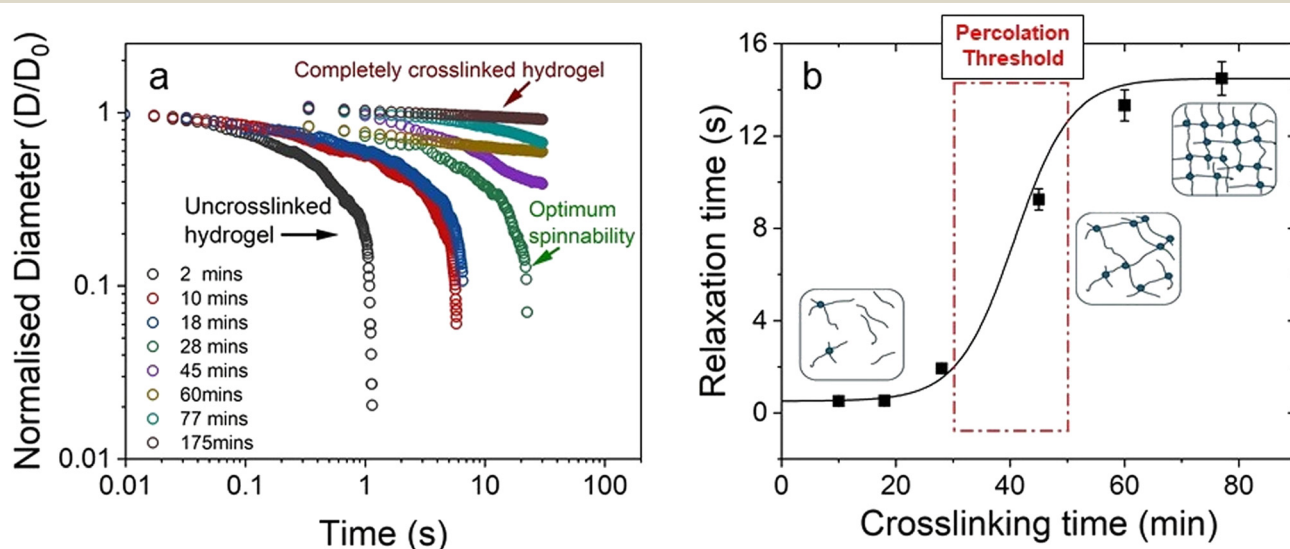 a
Completely crosslinked hydrogel
Uncrosslinked
hydrogel
Optimum
spinnability
2 mins
10 mins
18 mins
28 mins
45 mins
60mins
77 mins
175mins
Normalised Diameter (D/D₀)
1
0.1
0.01
0.01 0.1 1 10 100
Time (s)
b
Percolation
Threshold
Relaxation time (s)
16
12
8
4
0
0 20 40 60 80
Crosslinking time (min)